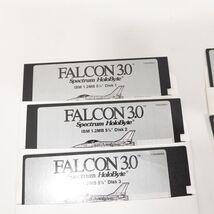 FALCON 3.0
Spectrum HoloByte
IBM 1.2MB 5¼" Disk 1
FALCON 3.0
Spectrum HoloByte
IBM 1.2MB 5¼" Disk 2
FALCON 3.0
Spectrum HoloByte
IBM 1.2MB 5¼" Disk 3